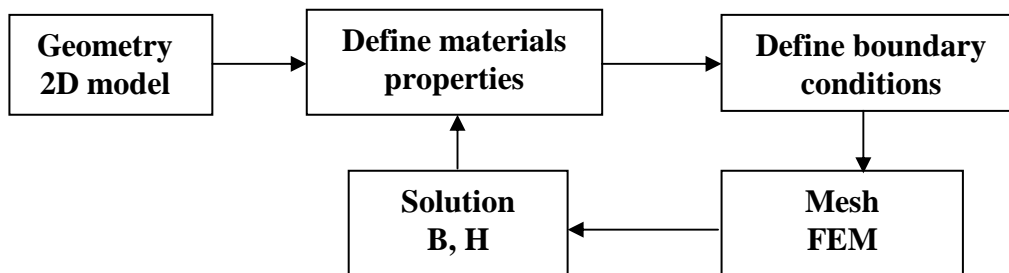 Geometry
2D model
Define materials
properties
Define boundary
conditions
Solution
B, H
Mesh
FEM